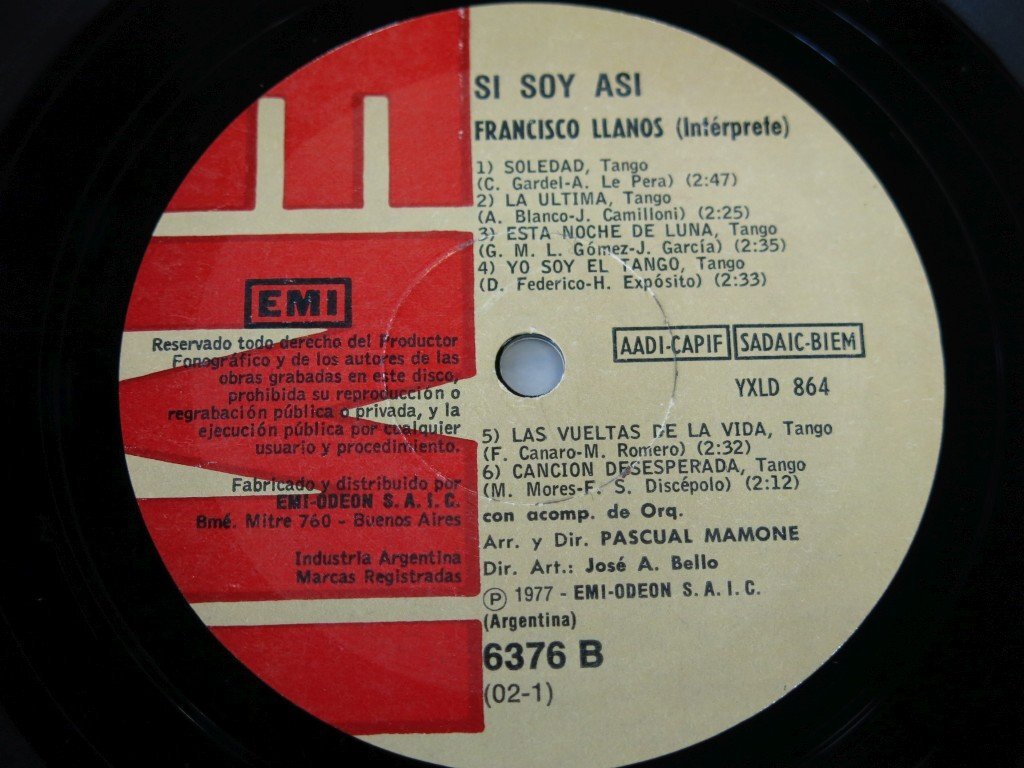 SI SOY ASI
FRANCISCO LLANOS (Intérprete)
1) SOLEDAD, Tango
(C. Gardel-A. Le Pera) (2:47)
2) LA ULTIMA, Tango
(A. Blanco-J. Camilloni) (2:25)
3) ESTA NOCHE DE LUNA, Tango
(G. M. L. Gómez-J. García) (2:35)
4) YO SOY EL TANGO, Tango
(D. Federico-H. Expósito) (2:33)
EMI
Reservado todo derecho del Productor
Fonográfico y de los autores de las
obras grabadas en este disco,
prohibida su reproducción o
regrabación pública o privada, y la
ejecución pública por cualquier
usuario y procedimiento.
Fabricado y distribuido por
EMI-ODEON S. A. I. C.
Bmé. Mitre 760 - Buenos Aires
Industria Argentina
Marcas Registradas
AADI-CAPIF SADAIC-BIEM
YXLD 864
5) LAS VUELTAS DE LA VIDA, Tango
(F. Canaro-M. Romero) (2:32)
6) CANCION DESESPERADA, Tango
(M. Mores-F. S. Discépolo) (2:12)
con acomp. de Orq.
Arr. y Dir. PASCUAL MAMONE
Dir. Art.: José A. Bello
Ⓟ 1977 - EMI-ODEON S. A. I. C.
(Argentina)
6376 B
(02-1)